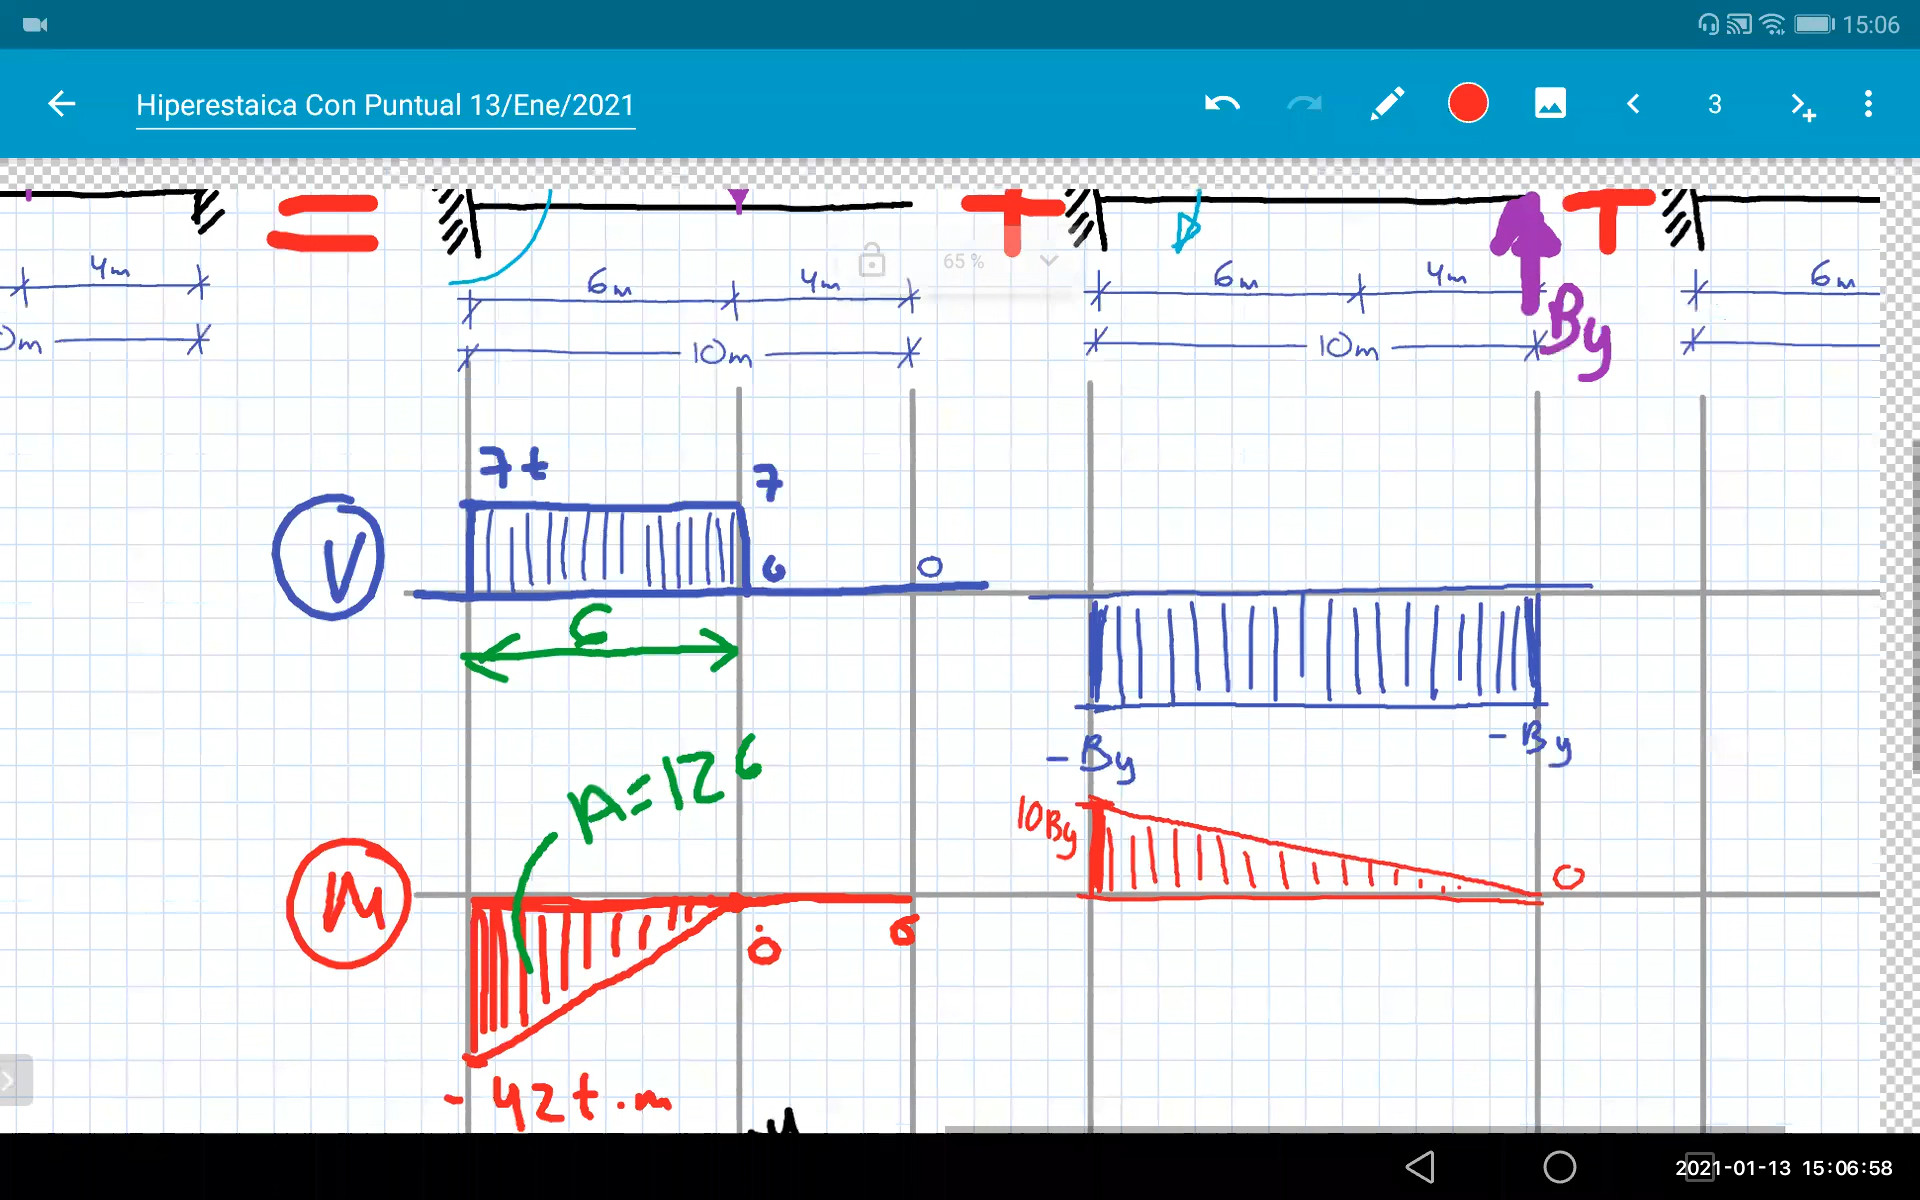 15:06
Hiperestaica Con Puntual 13/Ene/2021
3
65 %
4m
6m
4m
6m
4m
6m
0m
10m
10m
By
7t
7
V
0
6
-By
-By
A=126
10By
0
M
0
0
-42t.m
2021-01-13 15:06:58